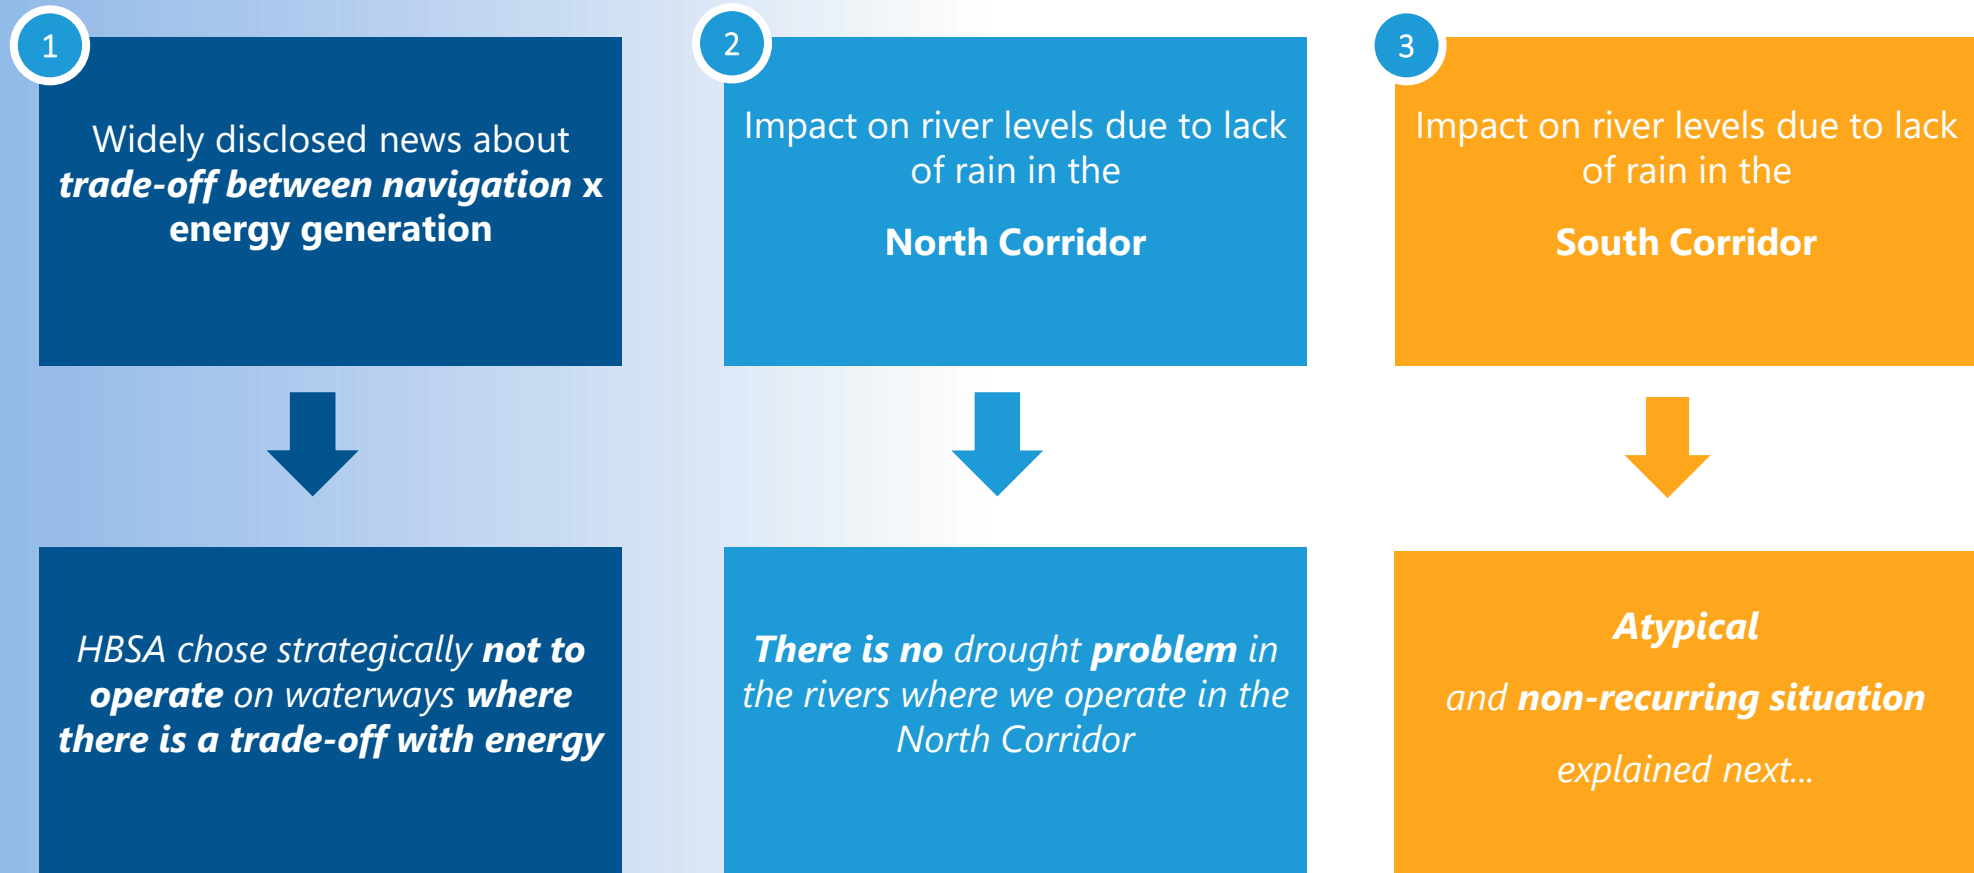 1
Widely disclosed news about
trade-off between navigation x
energy generation
HBSA chose strategically not to
operate on waterways where
there is a trade-off with energy
2
Impact on river levels due to lack
of rain in the
North Corridor
There is no drought problem in
the rivers where we operate in the
North Corridor
3
Impact on river levels due to lack
of rain in the
South Corridor
Atypical
and non-recurring situation
explained next...